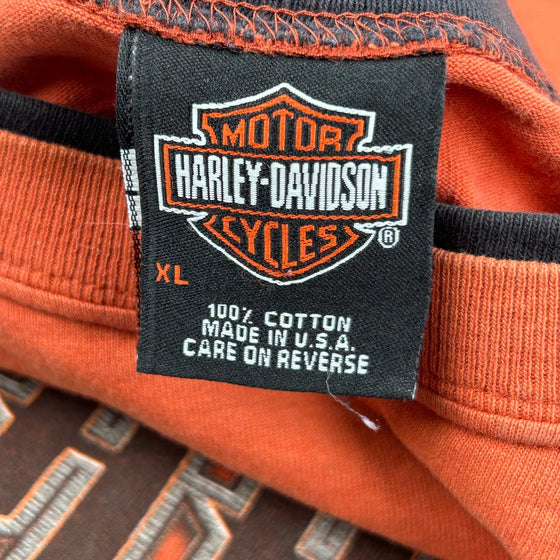 MOTOR
HARLEY-DAVIDSON
CYCLES
®
XL
100% COTTON
MADE IN U.S.A.
CARE ON REVERSE